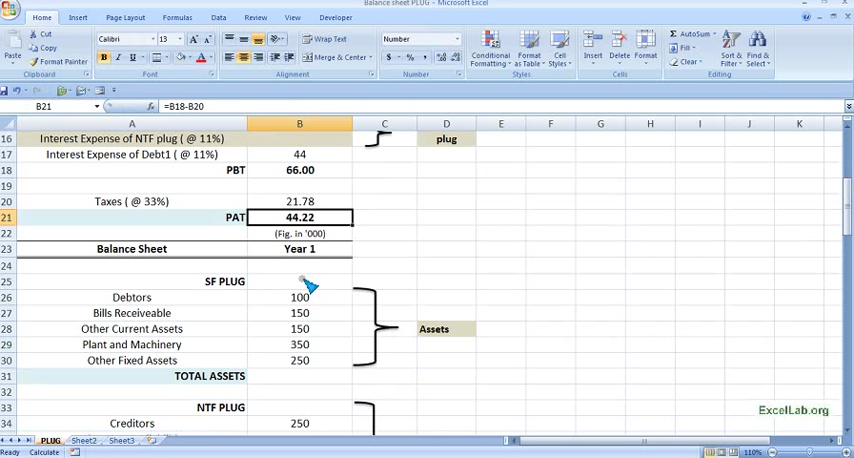 Balance sheet PLUG - Microsoft Excel
Home Insert Page Layout Formulas Data Review View Developer
Paste Cut Copy Format Painter Clipboard
Calibri 13 A A B I U A Font
Wrap Text Merge & Center Alignment
Number $ % , Number
Conditional Formatting Format as Table Cell Styles Styles
Insert Delete Format Cells
Σ AutoSum Fill Clear Sort & Filter Find & Select Editing
B21 fx =B18-B20
A B C D E F G H I J K
16 Interest Expense of NTF plug ( @ 11%) plug
17 Interest Expense of Debt1 ( @ 11%) 44
18 PBT 66.00
19
20 Taxes ( @ 33%) 21.78
21 PAT 44.22
22 (Fig. in '000)
23 Balance Sheet Year 1
24
25 SF PLUG
26 Debtors 100
27 Bills Receiveable 150
28 Other Current Assets 150 Assets
29 Plant and Machinery 350
30 Other Fixed Assets 250
31 TOTAL ASSETS
32
33 NTF PLUG
34 Creditors 250
ExcelLab.org
PLUG Sheet2 Sheet3
Ready Calculate 110%